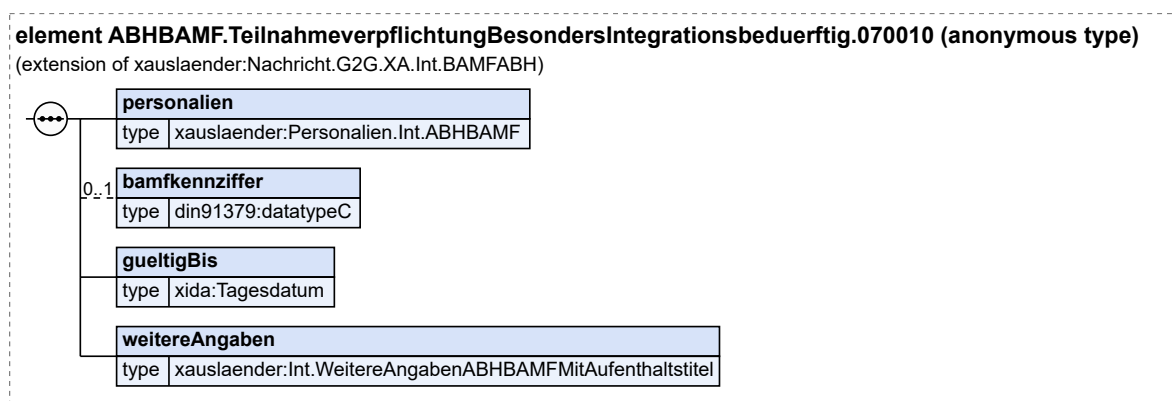 element ABHBAMF.TeilnahmeverpflichtungBesondersIntegrationsbeduerftig.070010 (anonymous type)
(extension of xauslaender:Nachricht.G2G.XA.Int.BAMFABH)
personalien
type xauslaender:Personalien.Int.ABHBAMF
0..1 bamfkennziffer
type din91379:datatypeC
gueltigBis
type xida:Tagesdatum
weitereAngaben
type xauslaender:Int.WeitereAngabenABHBAMFMitAufenthaltstitel